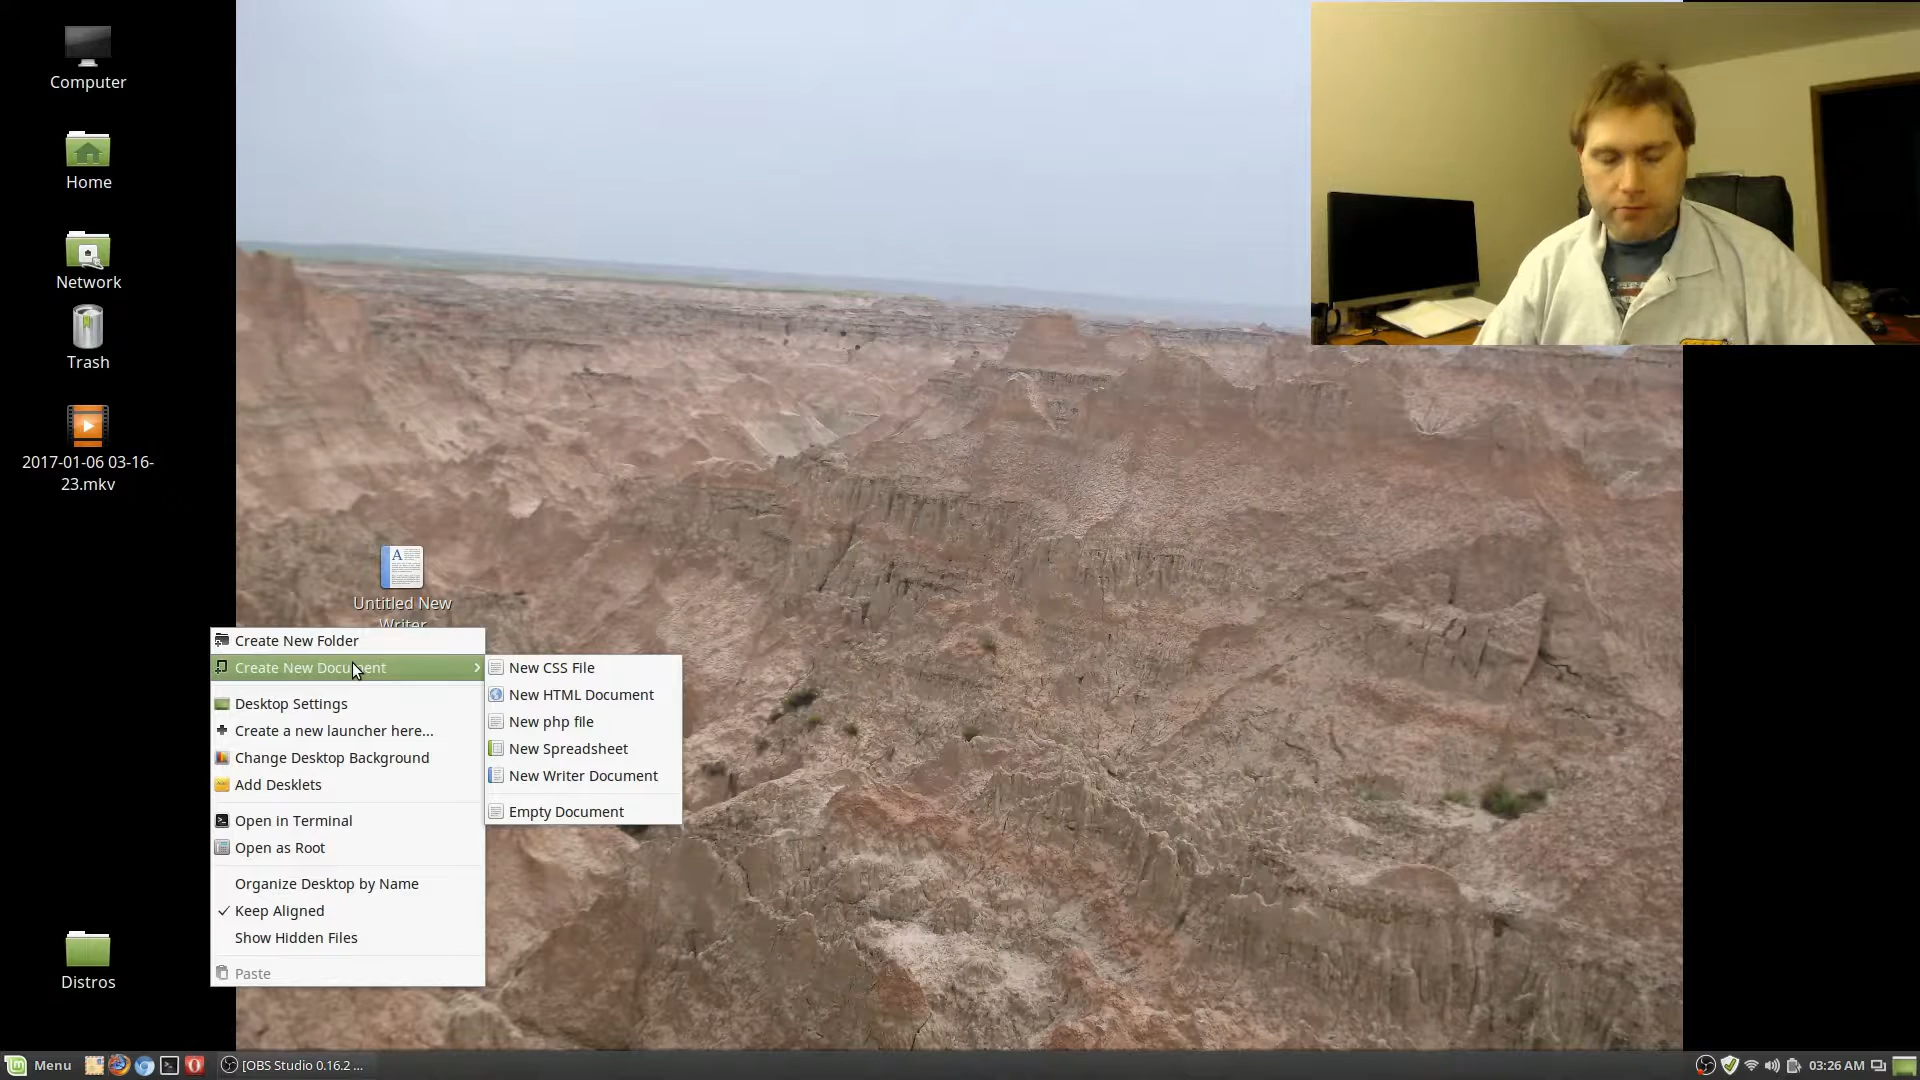 Computer
Home
Network
Trash
2017-01-06 03-16-
23.mkv
Untitled New
Writer
Create New Folder
Create New Document
Desktop Settings
Create a new launcher here...
Change Desktop Background
Add Desklets
Open in Terminal
Open as Root
Organize Desktop by Name
Keep Aligned
Show Hidden Files
Paste
New CSS File
New HTML Document
New php file
New Spreadsheet
New Writer Document
Empty Document
Distros
Menu
[OBS Studio 0.16.2 ...
03:26 AM